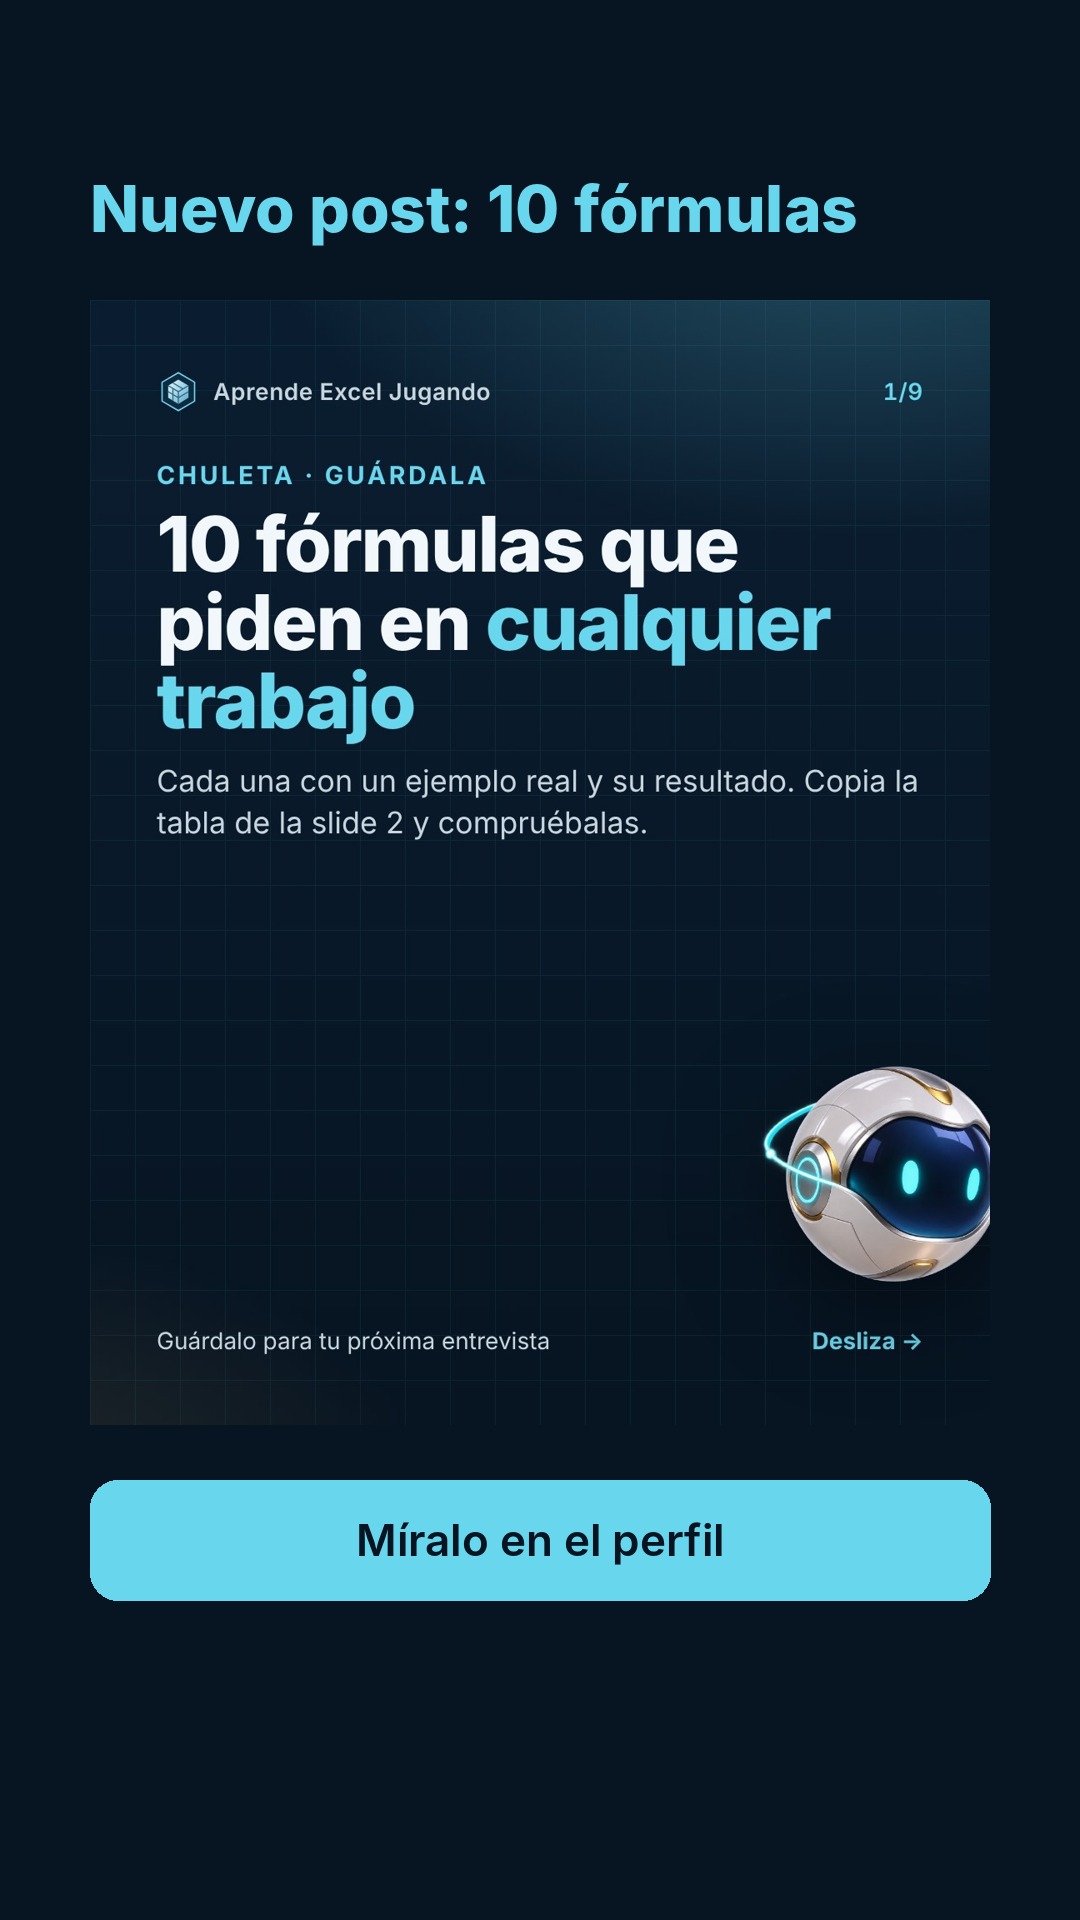 Nuevo post: 10 fórmulas
Aprende Excel Jugando
1/9
CHULETA · GUÁRDALA
10 fórmulas que
piden en cualquier
trabajo
Cada una con un ejemplo real y su resultado. Copia la
tabla de la slide 2 y compruébalas.
Guárdalo para tu próxima entrevista
Desliza →
Míralo en el perfil